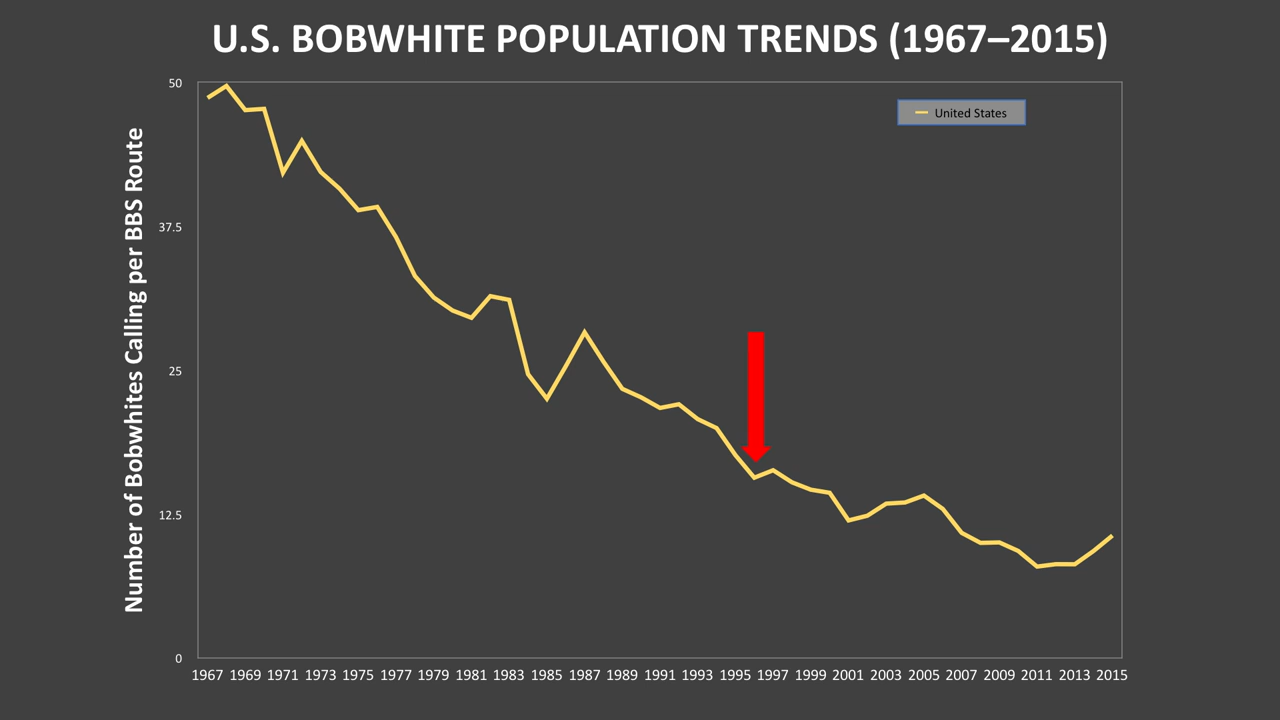 U.S. BOBWHITE POPULATION TRENDS (1967–2015)
Number of Bobwhites Calling per BBS Route
50
37.5
25
12.5
0
United States
1967 1969 1971 1973 1975 1977 1979 1981 1983 1985 1987 1989 1991 1993 1995 1997 1999 2001 2003 2005 2007 2009 2011 2013 2015